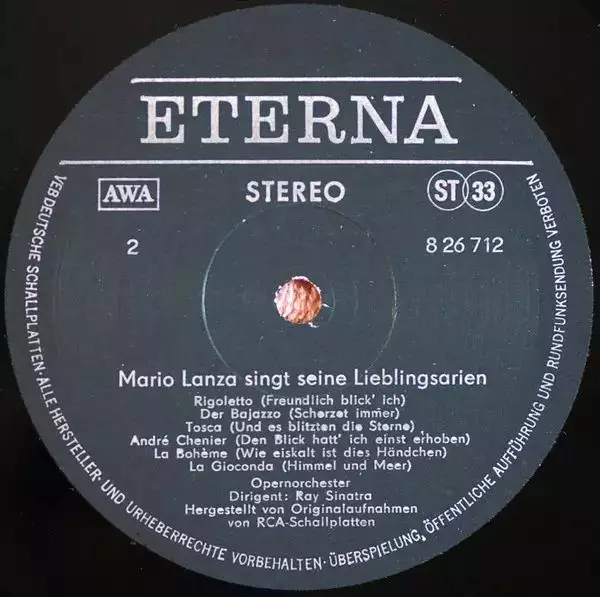 ETERNA
AWA
STEREO
ST 33
2
8 26 712
Mario Lanza singt seine Lieblingsarien
Rigoletto (Freundlich blick' ich)
Der Bajazzo (Scherzet immer)
Tosca (Und es blitzten die Sterne)
André Chenier (Den Blick hatt' ich einst erhoben)
La Bohème (Wie eiskalt ist dies Händchen)
La Gioconda (Himmel und Meer)
Opernorchester
Dirigent: Ray Sinatra
Hergestellt von Originalaufnahmen
von RCA-Schallplatten
VEB DEUTSCHE SCHALLPLATTEN · ALLE HERSTELLER- UND URHEBERRECHTE VORBEHALTEN · ÜBERSPIELUNG, ÖFFENTLICHE AUFFÜHRUNG UND RUNDFUNKSENDUNG VERBOTEN